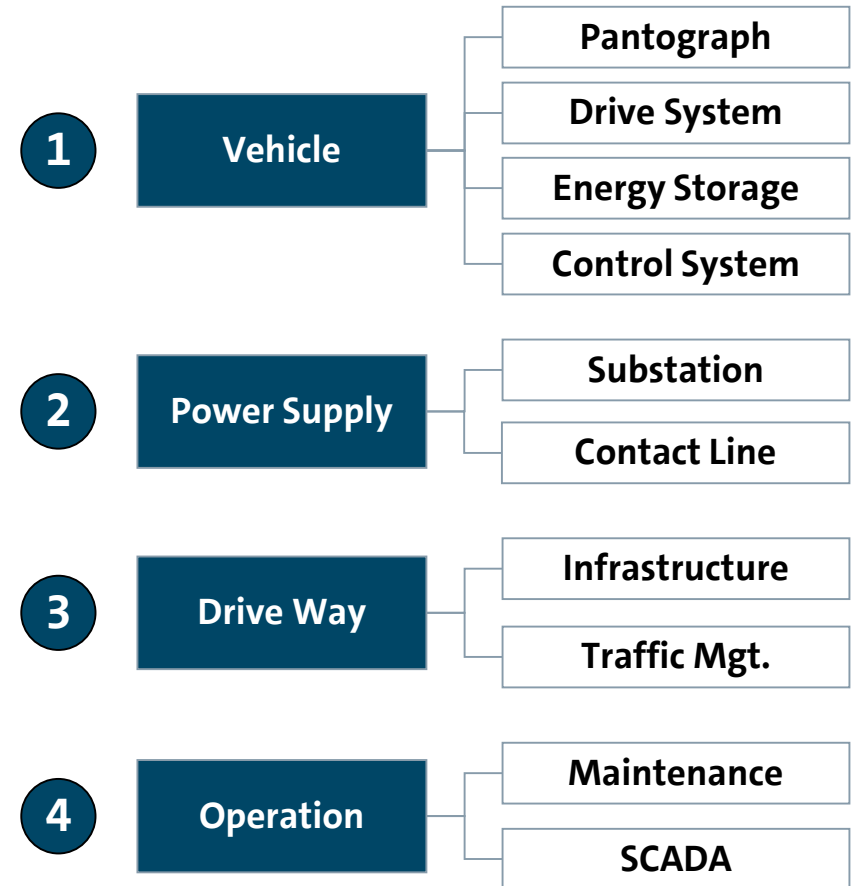 1
Vehicle
Pantograph
Drive System
Energy Storage
Control System
2
Power Supply
Substation
Contact Line
3
Drive Way
Infrastructure
Traffic Mgt.
4
Operation
Maintenance
SCADA